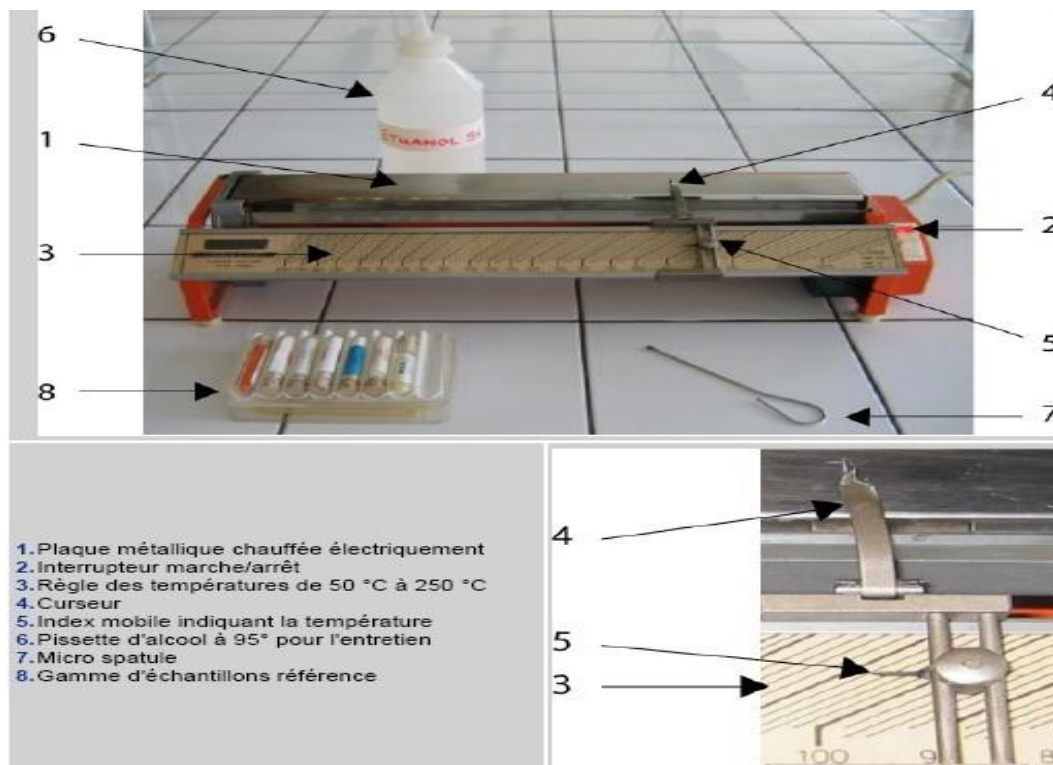 6
1
3
8
4
2
5
7
ETHANOL
1. Plaque métallique chauffée électriquement
2. Interrupteur marche/arrêt
3. Règle des températures de 50 °C à 250 °C
4. Curseur
5. Index mobile indiquant la température
6. Pissette d'alcool à 95° pour l'entretien
7. Micro spatule
8. Gamme d'échantillons référence
4
5
3
100